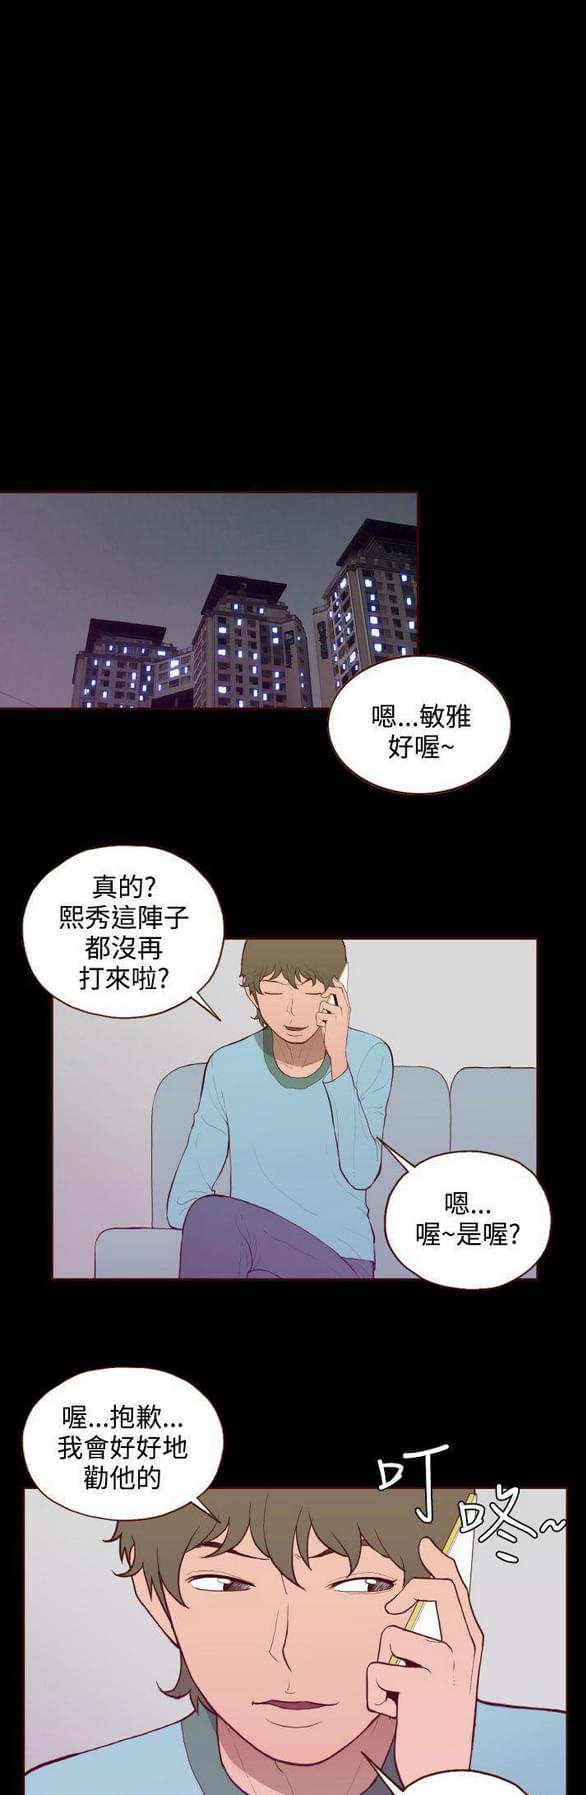 嗯...敏雅
好喔~
真的?
熙秀這陣子
都沒再
打來啦?
嗯...
喔~是喔?
喔...抱歉...
我會好好地
勸他的
叮咚~